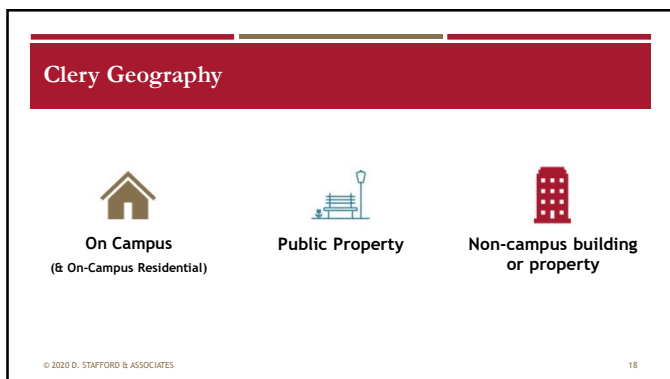 Clery Geography
On Campus
(& On-Campus Residential)
Public Property
Non-campus building
or property
© 2020 D. STAFFORD & ASSOCIATES
18